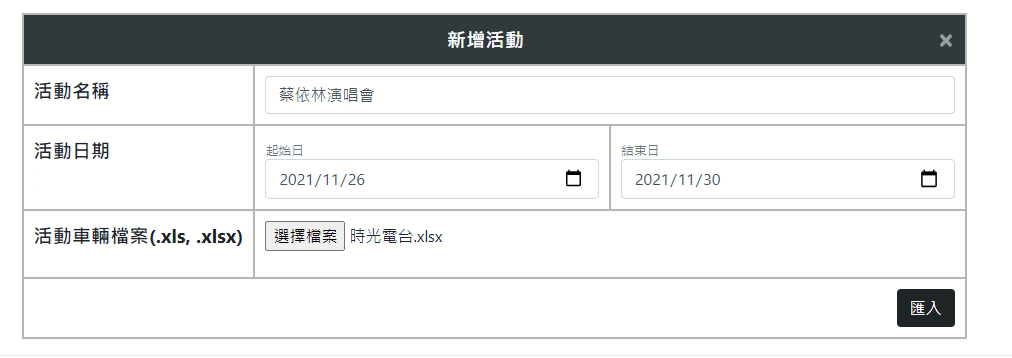 新增活動 ×
活動名稱
蔡依林演唱會
活動日期
起始日
2021/11/26
結束日
2021/11/30
活動車輛檔案(.xls, .xlsx)
選擇檔案 時光電台.xlsx
匯入